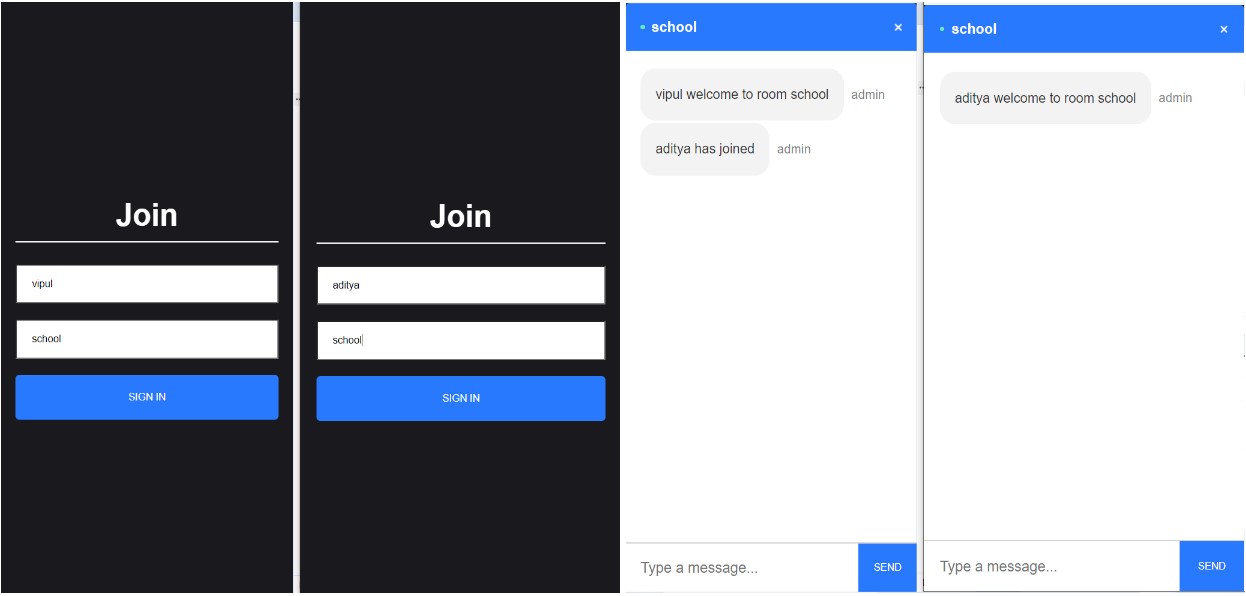 Join
vipul
school
SIGN IN
Join
aditya
school
SIGN IN
school ×
vipul welcome to room school admin
aditya has joined admin
Type a message... SEND
school ×
aditya welcome to room school admin
Type a message... SEND